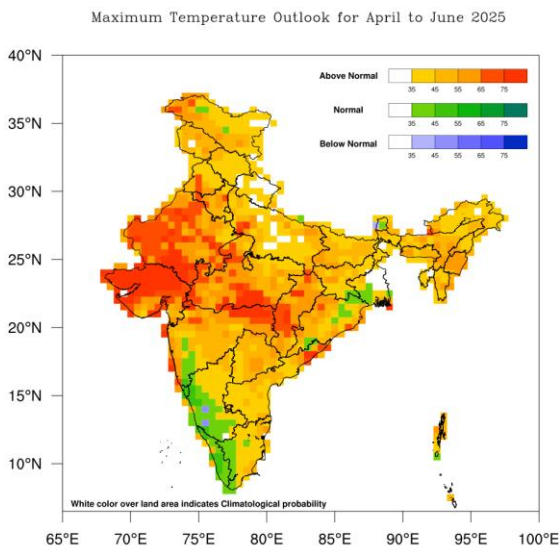 Maximum Temperature Outlook for April to June 2025
40°N
Above Normal
35 45 55 65 75
Normal
35 45 55 65 75
35°N
Below Normal
35 45 55 65 75
30°N
25°N
20°N
15°N
10°N
White color over land area indicates Climatological probability
65°E 70°E 75°E 80°E 85°E 90°E 95°E 100°E